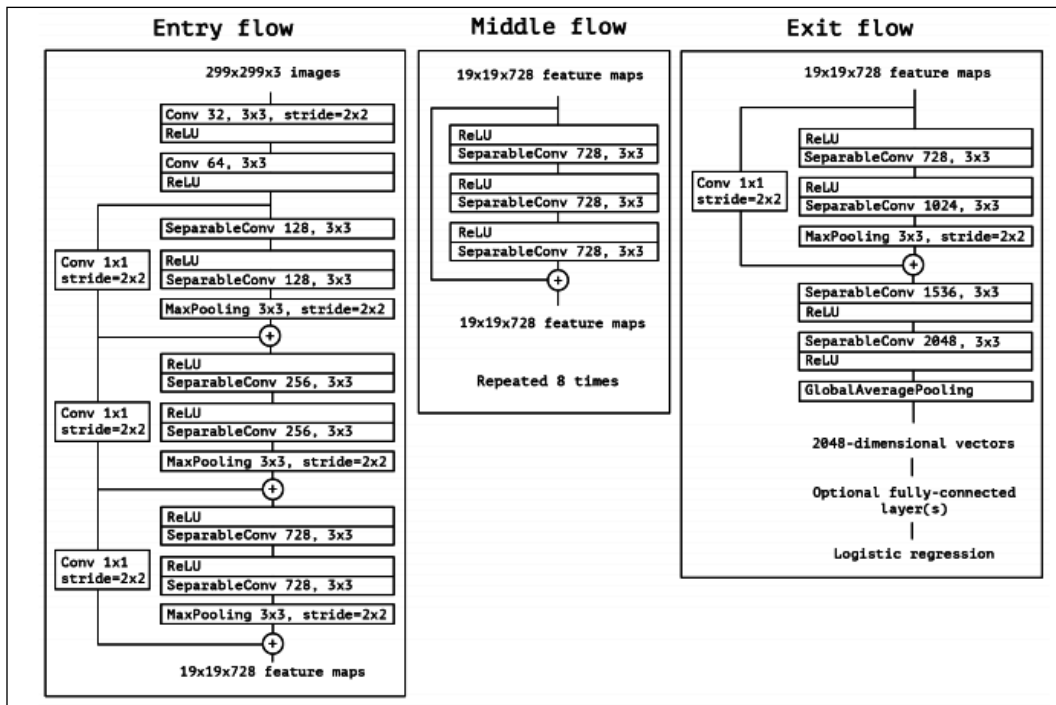 Entry flow
299x299x3 images
Conv 32, 3x3, stride=2x2
ReLU
Conv 64, 3x3
ReLU
SeparableConv 128, 3x3
Conv 1x1
stride=2x2
ReLU
SeparableConv 128, 3x3
MaxPooling 3x3, stride=2x2
+
ReLU
SeparableConv 256, 3x3
Conv 1x1
stride=2x2
ReLU
SeparableConv 256, 3x3
MaxPooling 3x3, stride=2x2
+
ReLU
SeparableConv 728, 3x3
Conv 1x1
stride=2x2
ReLU
SeparableConv 728, 3x3
MaxPooling 3x3, stride=2x2
+
19x19x728 feature maps
Middle flow
19x19x728 feature maps
ReLU
SeparableConv 728, 3x3
ReLU
SeparableConv 728, 3x3
ReLU
SeparableConv 728, 3x3
+
19x19x728 feature maps
Repeated 8 times
Exit flow
19x19x728 feature maps
ReLU
SeparableConv 728, 3x3
Conv 1x1
stride=2x2
ReLU
SeparableConv 1024, 3x3
MaxPooling 3x3, stride=2x2
+
SeparableConv 1536, 3x3
ReLU
SeparableConv 2048, 3x3
ReLU
GlobalAveragePooling
2048-dimensional vectors
Optional fully-connected
layer(s)
Logistic regression